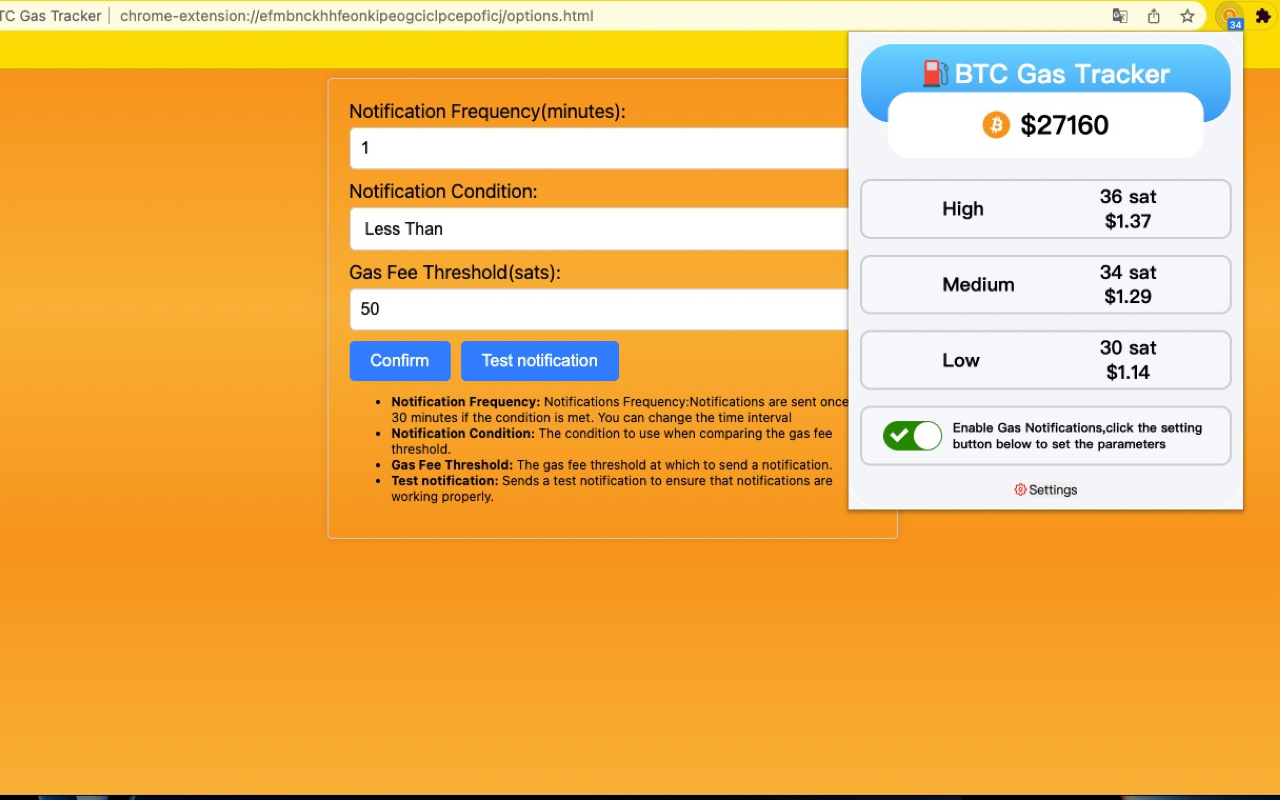 TC Gas Tracker
chrome-extension://efmbnckhhfeonkipeogciclpcepoficj/options.html
34
Notification Frequency(minutes):
1
Notification Condition:
Less Than
Gas Fee Threshold(sats):
50
Confirm
Test notification
Notification Frequency: Notifications Frequency:Notifications are sent once
30 minutes if the condition is met. You can change the time interval
Notification Condition: The condition to use when comparing the gas fee
threshold.
Gas Fee Threshold: The gas fee threshold at which to send a notification.
Test notification: Sends a test notification to ensure that notifications are
working properly.
BTC Gas Tracker
$27160
High
36 sat
$1.37
Medium
34 sat
$1.29
Low
30 sat
$1.14
Enable Gas Notifications,click the setting
button below to set the parameters
Settings